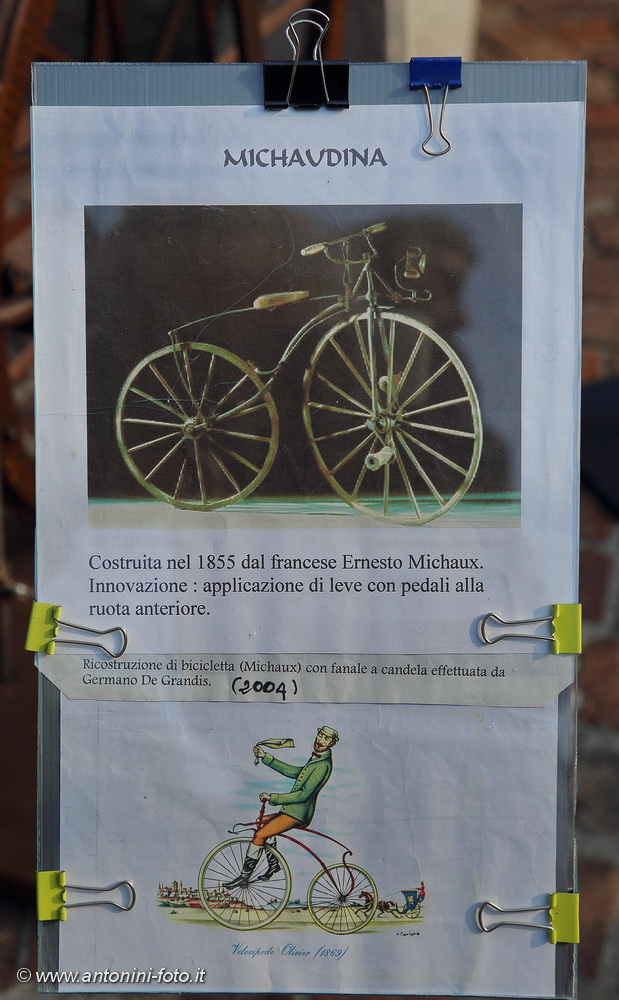 MICHAUDINA
Costruita nel 1855 dal francese Ernesto Michaux.
Innovazione : applicazione di leve con pedali alla
ruota anteriore.
Ricostruzione di bicicletta (Michaux) con fanale a candela effettuata da
Germano De Grandis. (2004)
Velocipede Olivier (1869)
© www.antonini-foto.it